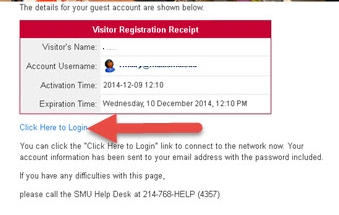 The details for your guest account are shown below.
Visitor Registration Receipt
Visitor's Name:
Account Username:
Activation Time: 2014-12-09 12:10
Expiration Time: Wednesday, 10 December 2014, 12:10 PM
Click Here to Login
You can click the "Click Here to Login" link to connect to the network now. Your
account information has been sent to your email address with the password included.
If you have any difficulties with this page,
please call the SMU Help Desk at 214-768-HELP (4357)